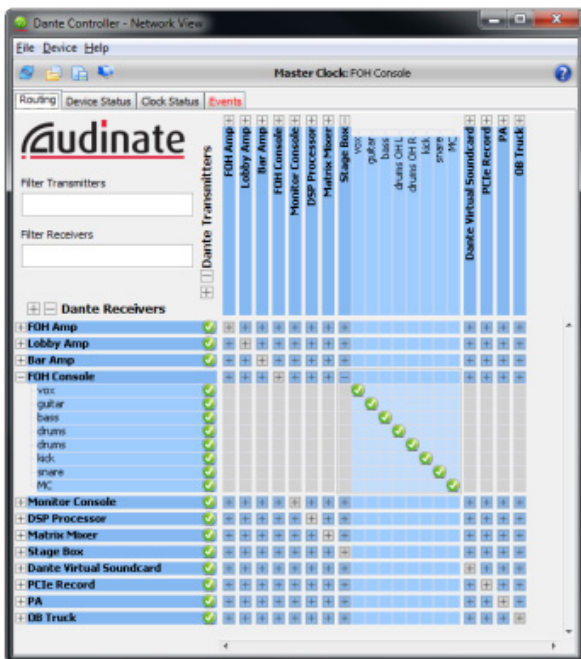 Dante Controller - Network View
File Device Help
Master Clock: FOH Console
?
Routing Device Status Clock Status Events
Audinate
Filter Transmitters
Filter Receivers
Dante Transmitters
FOH Amp
Lobby Amp
Bar Amp
FOH Console
Monitor Console
DSP Processor
Matrix Mixer
Stage Box
vox
guitar
bass
drums OH L
drums OH R
kick
snare
MC
Dante Virtual Soundcard
PCIe Record
PA
OB Truck
Dante Receivers
FOH Amp
Lobby Amp
Bar Amp
FOH Console
vox
guitar
bass
drums
drums
kick
snare
MC
Monitor Console
DSP Processor
Matrix Mixer
Stage Box
Dante Virtual Soundcard
PCIe Record
PA
OB Truck